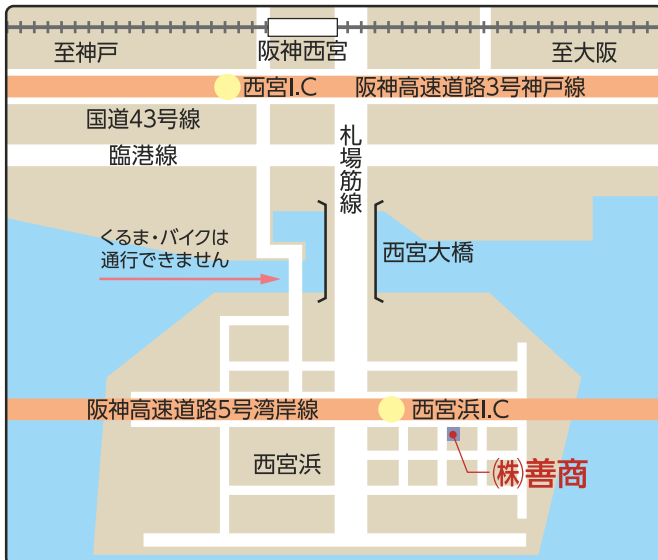 至神戸
阪神西宮
至大阪
西宮I.C
阪神高速道路3号神戸線
国道43号線
臨港線
札場筋線
くるま・バイクは
通行できません
西宮大橋
阪神高速道路5号湾岸線
西宮浜I.C
西宮浜
㈱善商